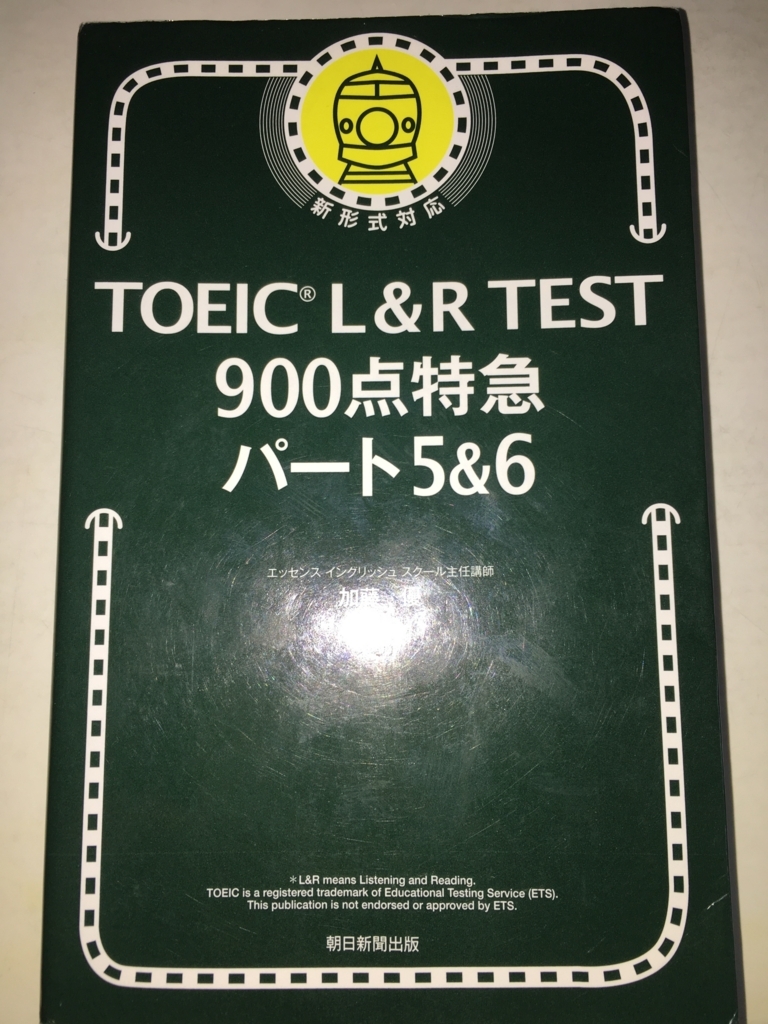 新形式対応
TOEIC® L&R TEST
900点特急
パート5&6
エッセンス イングリッシュ スクール主任講師
加藤 優
＊L&R means Listening and Reading.
TOEIC is a registered trademark of Educational Testing Service (ETS).
This publication is not endorsed or approved by ETS.
朝日新聞出版